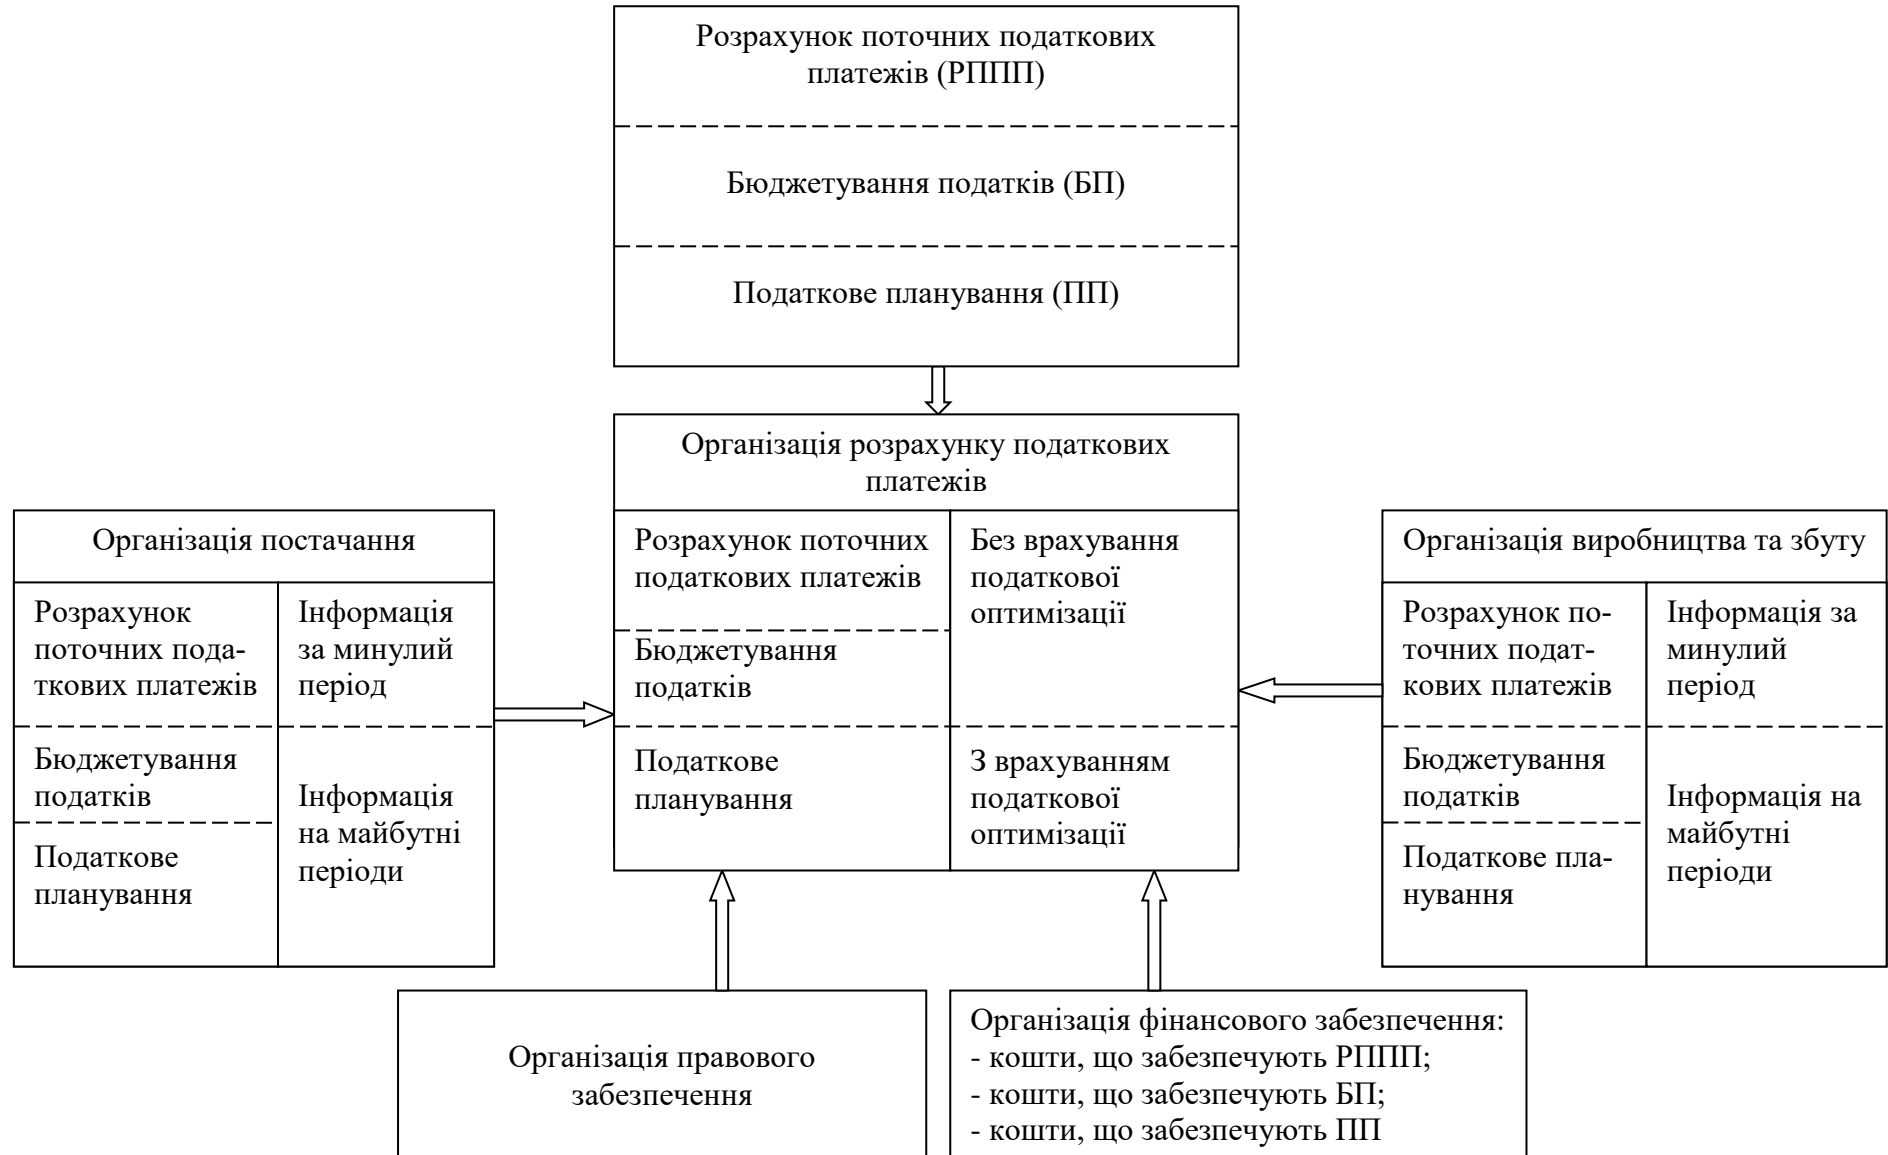 Розрахунок поточних податкових
платежів (РППП)
Бюджетування податків (БП)
Податкове планування (ПП)
Організація розрахунку податкових
платежів
Розрахунок поточних
податкових платежів
Бюджетування
податків
Податкове
планування
Без врахування
податкової
оптимізації
З врахуванням
податкової
оптимізації
Організація постачання
Розрахунок
поточних пода-
ткових платежів
Бюджетування
податків
Податкове
планування
Інформація
за минулий
період
Інформація
на майбутні
періоди
Організація виробництва та збуту
Розрахунок по-
точних подат-
кових платежів
Бюджетування
податків
Податкове пла-
нування
Інформація за
минулий
період
Інформація на
майбутні
періоди
Організація правового
забезпечення
Організація фінансового забезпечення:
- кошти, що забезпечують РППП;
- кошти, що забезпечують БП;
- кошти, що забезпечують ПП